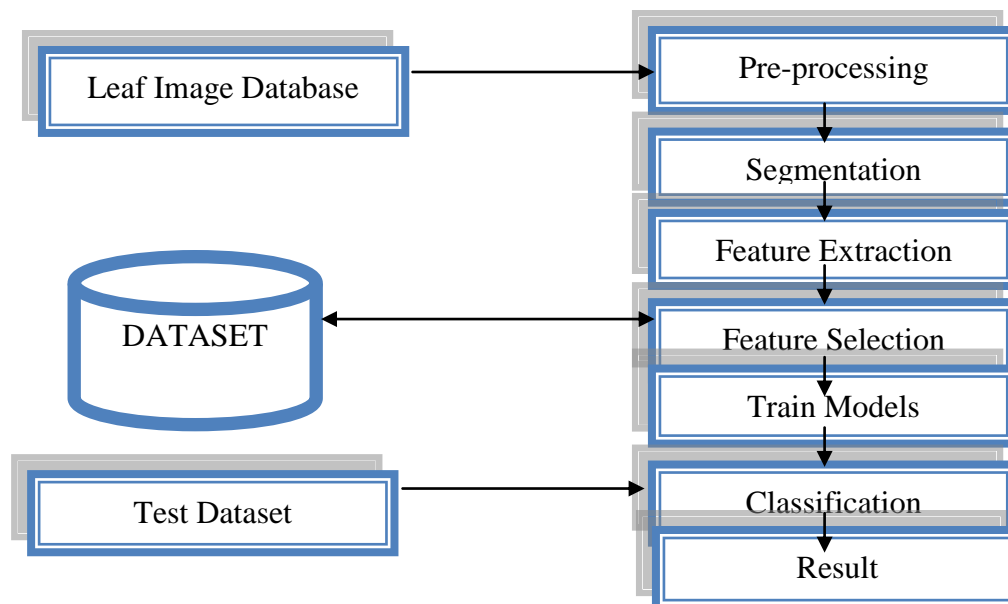 Leaf Image Database
Pre-processing
Segmentation
Feature Extraction
DATASET
Feature Selection
Train Models
Test Dataset
Classification
Result